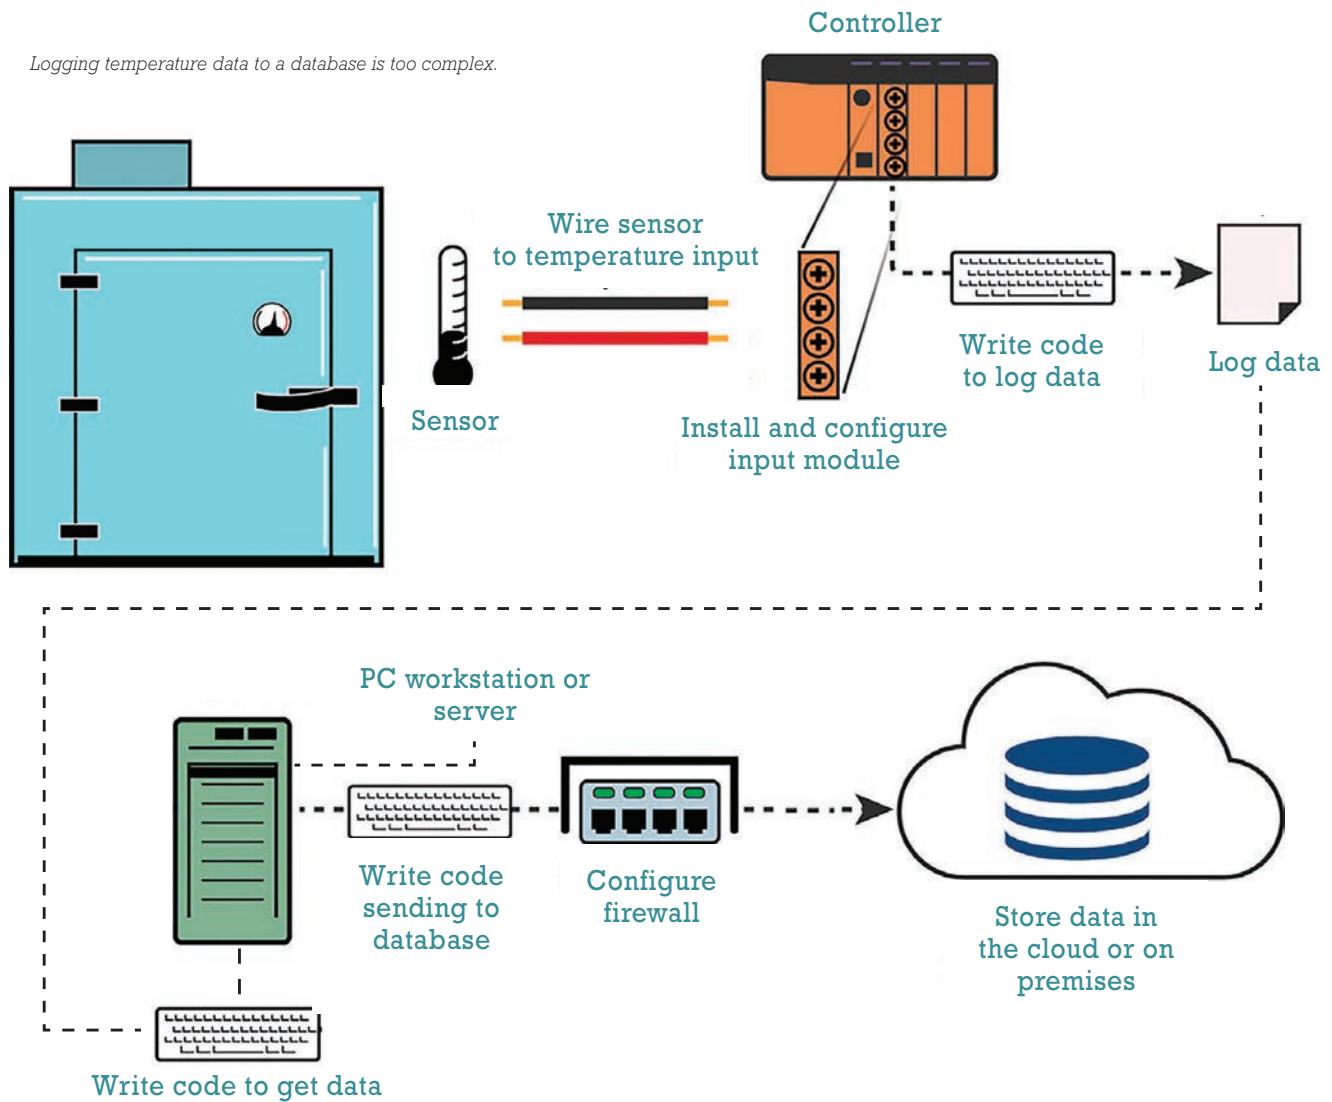 Controller
Logging temperature data to a database is too complex.
Wire sensor
to temperature input
Sensor
Install and configure
input module
Write code
to log data
Log data
PC workstation or
server
Write code
sending to
database
Configure
firewall
Store data in
the cloud or on
premises
Write code to get data